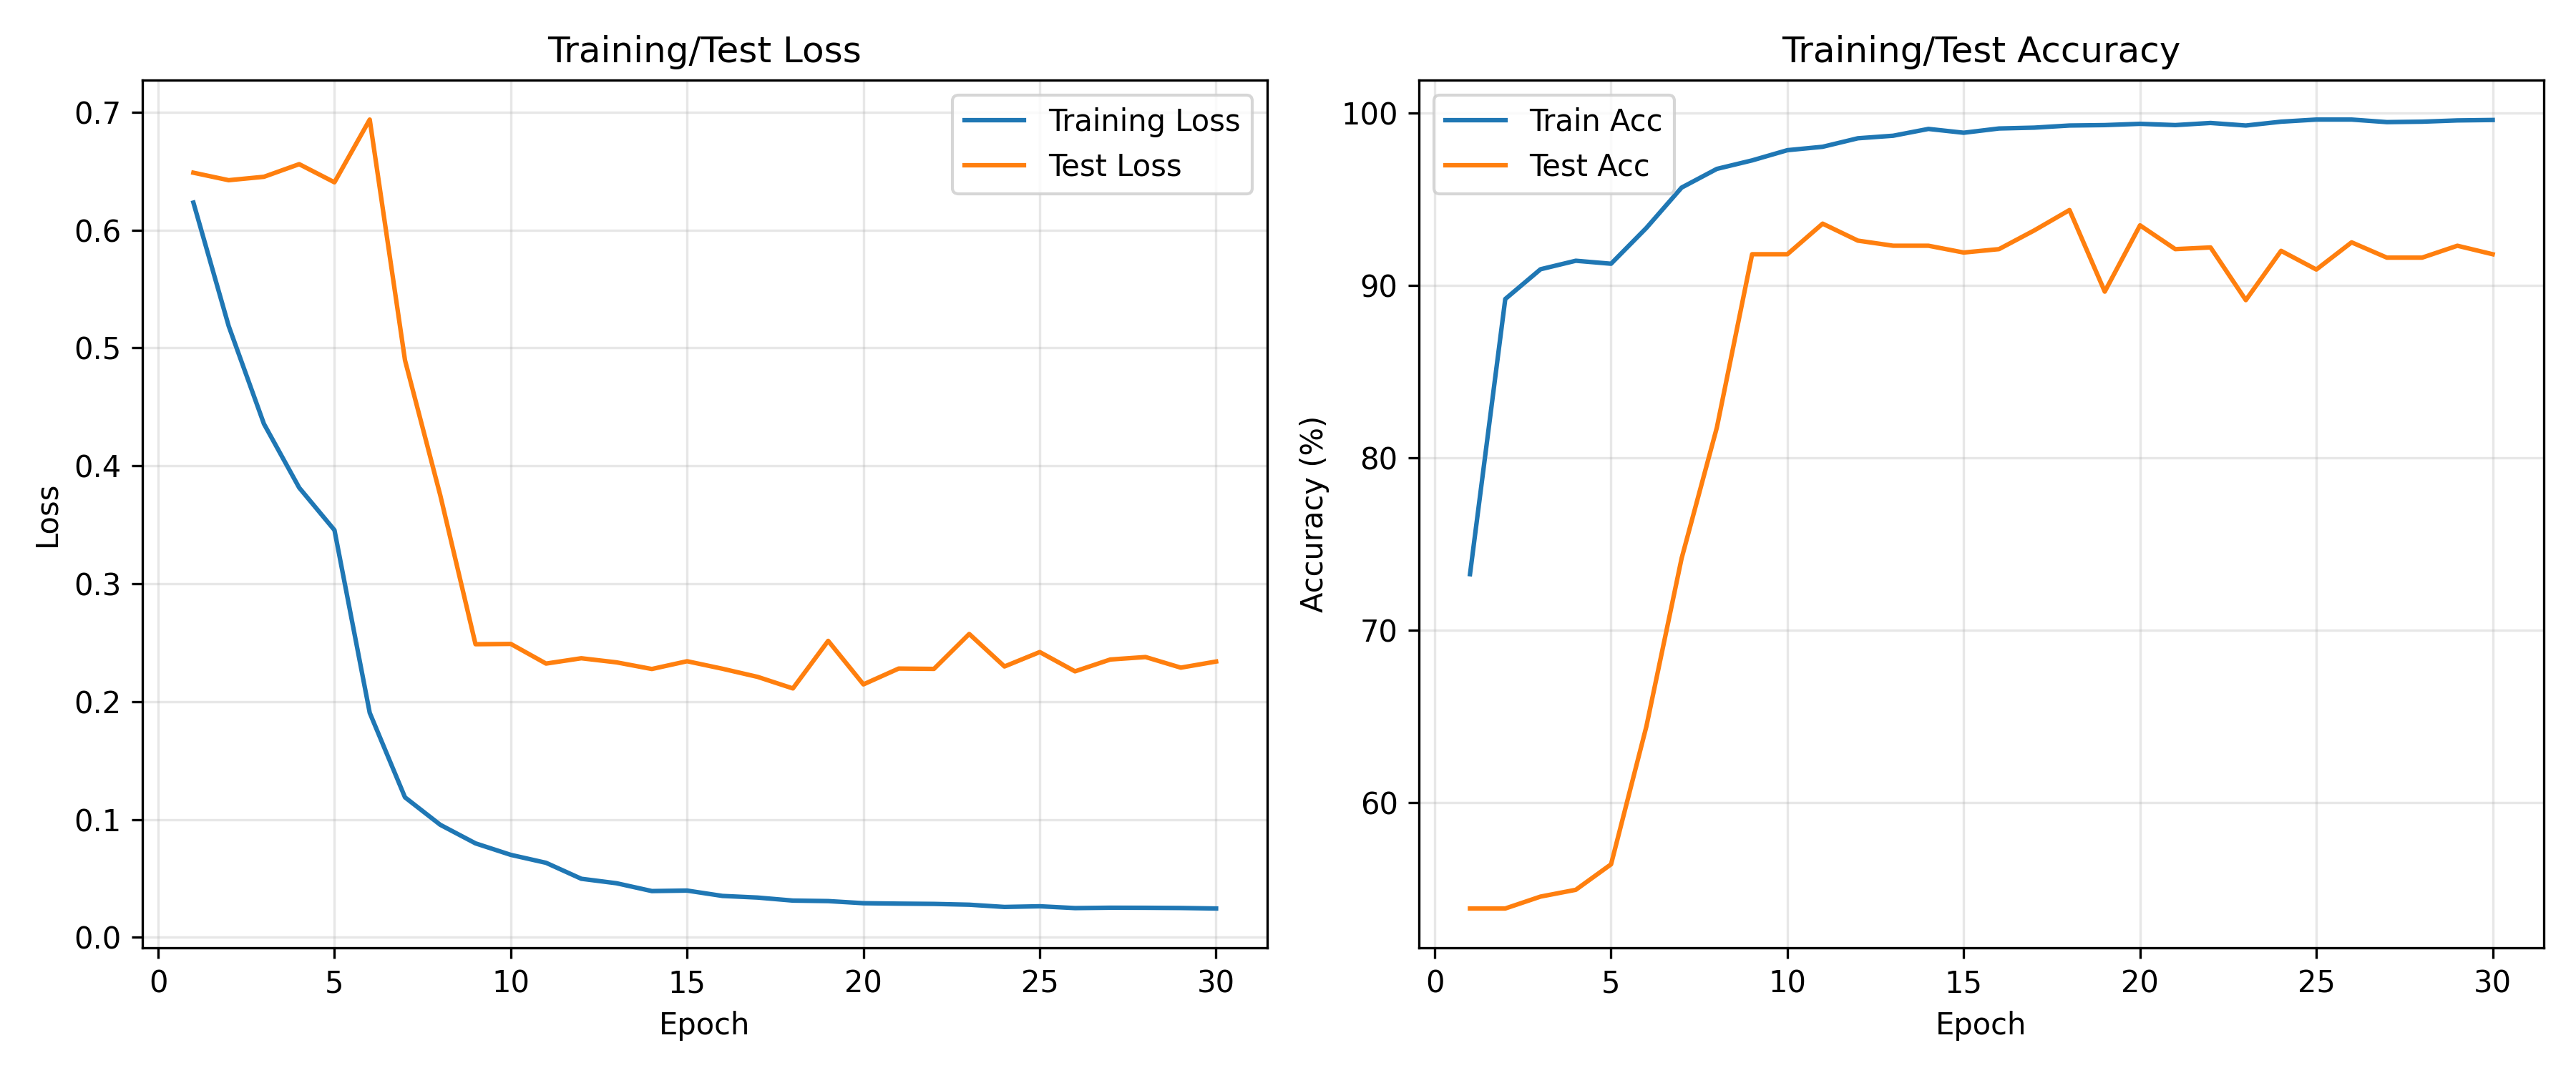 Training/Test Loss
Training Loss
Test Loss
Loss
0.7
0.6
0.5
0.4
0.3
0.2
0.1
0.0
0 5 10 15 20 25 30
Epoch
Training/Test Accuracy
Train Acc
Test Acc
Accuracy (%)
100
90
80
70
60
0 5 10 15 20 25 30
Epoch